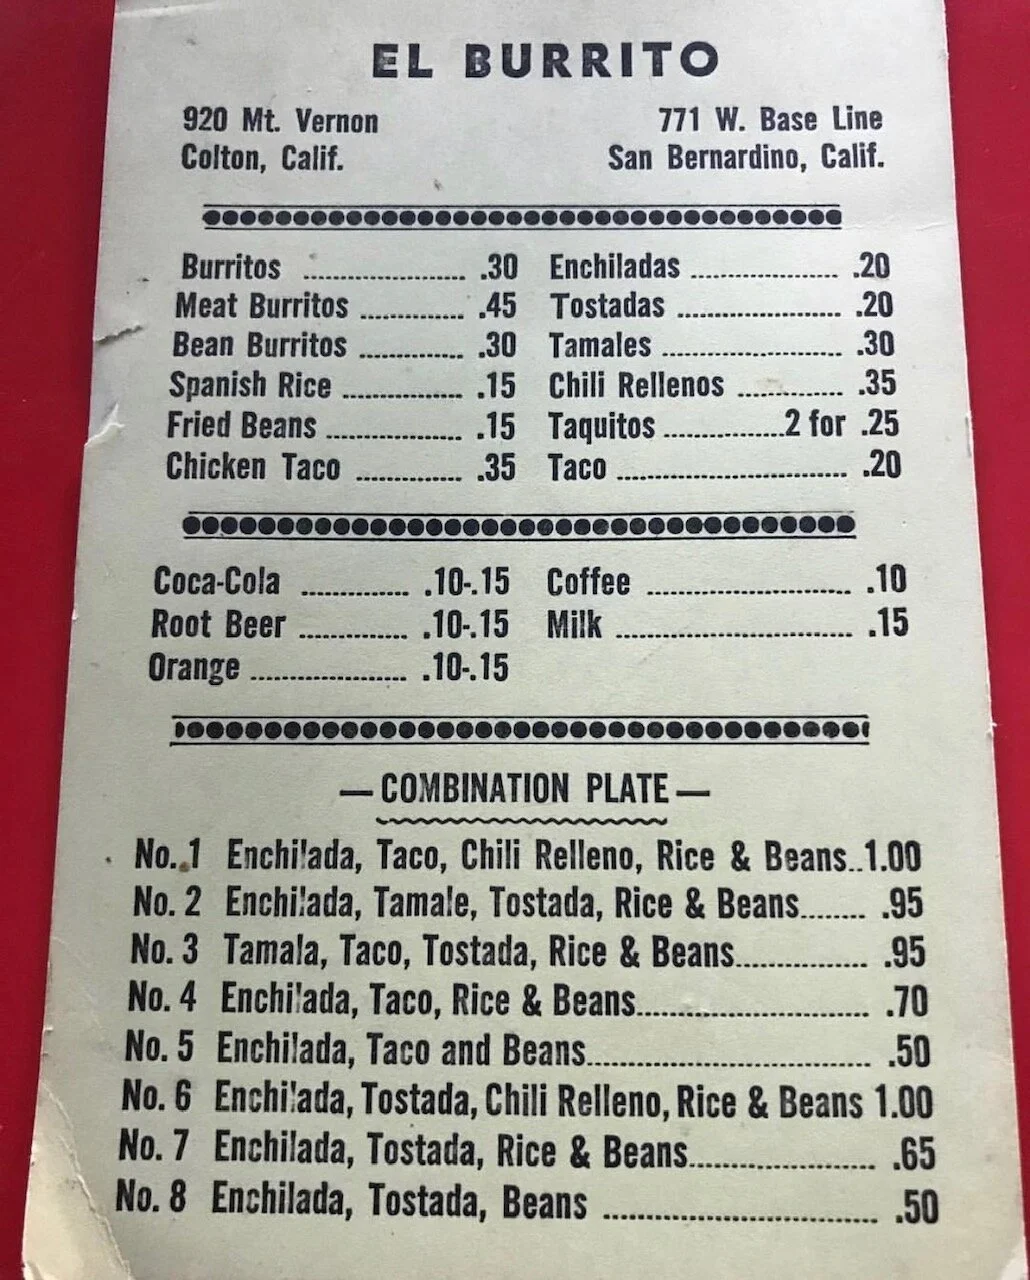 EL BURRITO
920 Mt. Vernon
Colton, Calif.
771 W. Base Line
San Bernardino, Calif.
Burritos .................... .30
Meat Burritos ............. .45
Bean Burritos ............. .30
Spanish Rice ............... .15
Fried Beans ................. .15
Chicken Taco ............. .35
Enchiladas .................. .20
Tostadas .................... .20
Tamales ...................... .30
Chili Rellenos ............. .35
Taquitos ...............2 for .25
Taco ............................ .20
Coca-Cola ............. .10-.15
Root Beer ............. .10-.15
Orange ................... .10-.15
Coffee ......................... .10
Milk ............................. .15
— COMBINATION PLATE —
No. 1 Enchilada, Taco, Chili Relleno, Rice & Beans..1.00
No. 2 Enchilada, Tamale, Tostada, Rice & Beans........ .95
No. 3 Tamala, Taco, Tostada, Rice & Beans................ .95
No. 4 Enchilada, Taco, Rice & Beans............................ .70
No. 5 Enchilada, Taco and Beans.................................. .50
No. 6 Enchilada, Tostada, Chili Relleno, Rice & Beans 1.00
No. 7 Enchilada, Tostada, Rice & Beans...................... .65
No. 8 Enchilada, Tostada, Beans ................................. .50